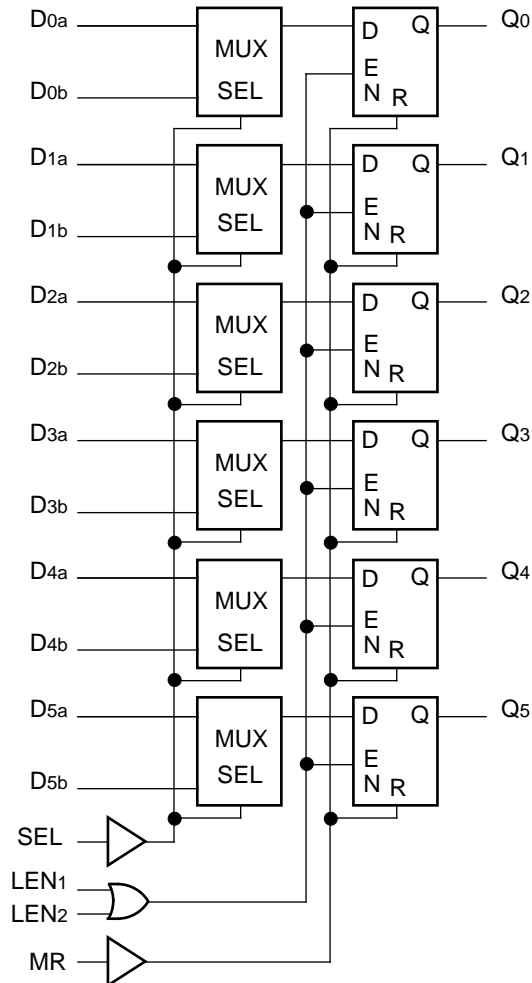 D0a
MUX
SEL
D Q
E
N R
Q0
D0b
D1a
MUX
SEL
D Q
E
N R
Q1
D1b
D2a
MUX
SEL
D Q
E
N R
Q2
D2b
D3a
MUX
SEL
D Q
E
N R
Q3
D3b
D4a
MUX
SEL
D Q
E
N R
Q4
D4b
D5a
MUX
SEL
D Q
E
N R
Q5
D5b
SEL
LEN1
LEN2
MR